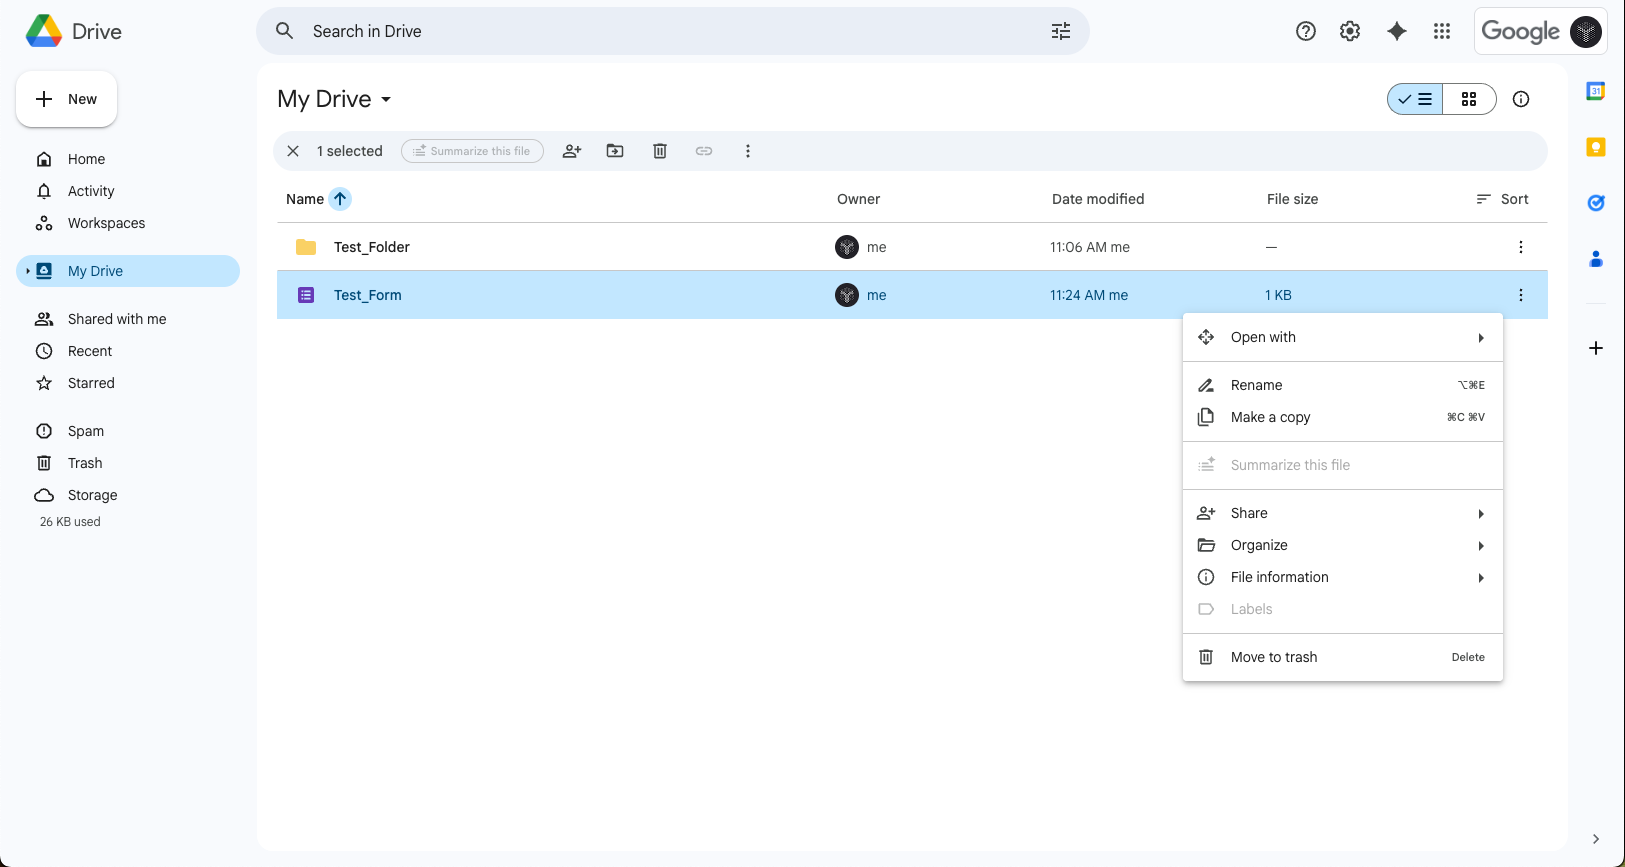 Drive
Search in Drive
Google
New
My Drive
1 selected
Summarize this file
Home
Activity
Workspaces
My Drive
Shared with me
Recent
Starred
Spam
Trash
Storage
26 KB used
Name Owner Date modified File size Sort
Test_Folder me 11:06 AM me —
Test_Form me 11:24 AM me 1 KB
Open with
Rename ⌥⌘E
Make a copy ⌘C ⌘V
Summarize this file
Share
Organize
File information
Labels
Move to trash Delete
31